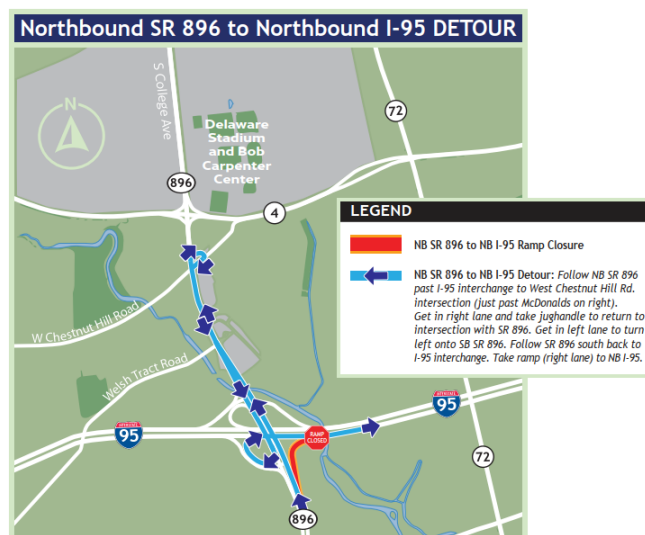 Northbound SR 896 to Northbound I-95 DETOUR
S College Ave
72
N
Delaware
Stadium
and Bob
Carpenter
Center
896
4
LEGEND
NB SR 896 to NB I-95 Ramp Closure
NB SR 896 to NB I-95 Detour: Follow NB SR 896
past I-95 interchange to West Chestnut Hill Rd.
intersection (just past McDonalds on right).
Get in right lane and take jughandle to return to
intersection with SR 896. Get in left lane to turn
left onto SB SR 896. Follow SR 896 south back to
I-95 interchange. Take ramp (right lane) to NB I-95.
W Chestnut Hill Road
Welsh Tract Road
95
95
RAMP
CLOSED
72
896